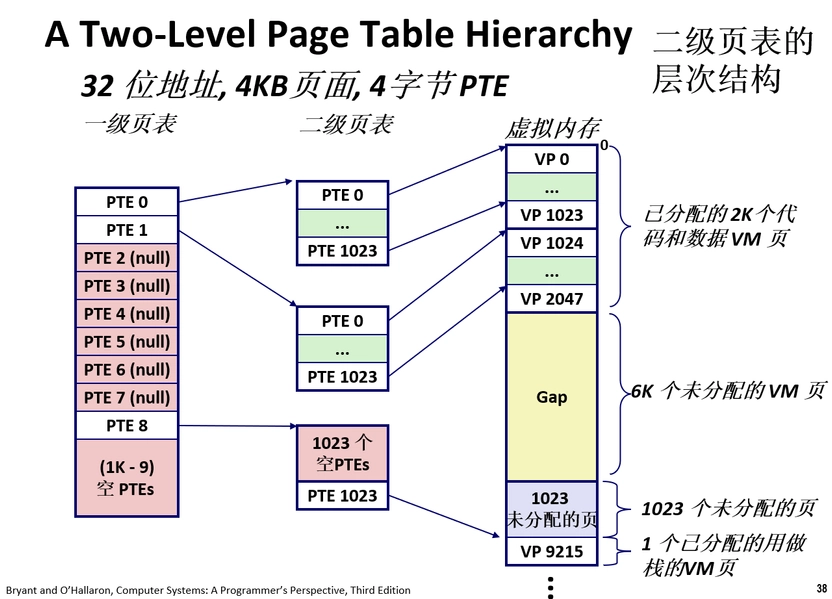 A Two-Level Page Table Hierarchy
二级页表的
层次结构
32 位地址, 4KB页面, 4字节PTE
一级页表
二级页表
虚拟内存
PTE 0
PTE 1
PTE 2 (null)
PTE 3 (null)
PTE 4 (null)
PTE 5 (null)
PTE 6 (null)
PTE 7 (null)
PTE 8
(1K - 9)
空 PTEs
PTE 0
...
PTE 1023
PTE 0
...
PTE 1023
1023 个
空PTEs
PTE 1023
0
VP 0
...
VP 1023
VP 1024
...
VP 2047
Gap
1023
未分配的页
VP 9215
已分配的 2K个代
码和数据 VM 页
6K 个未分配的 VM 页
1023 个未分配的页
1 个已分配的用做
栈的VM页
Bryant and O'Hallaron, Computer Systems: A Programmer's Perspective, Third Edition
38